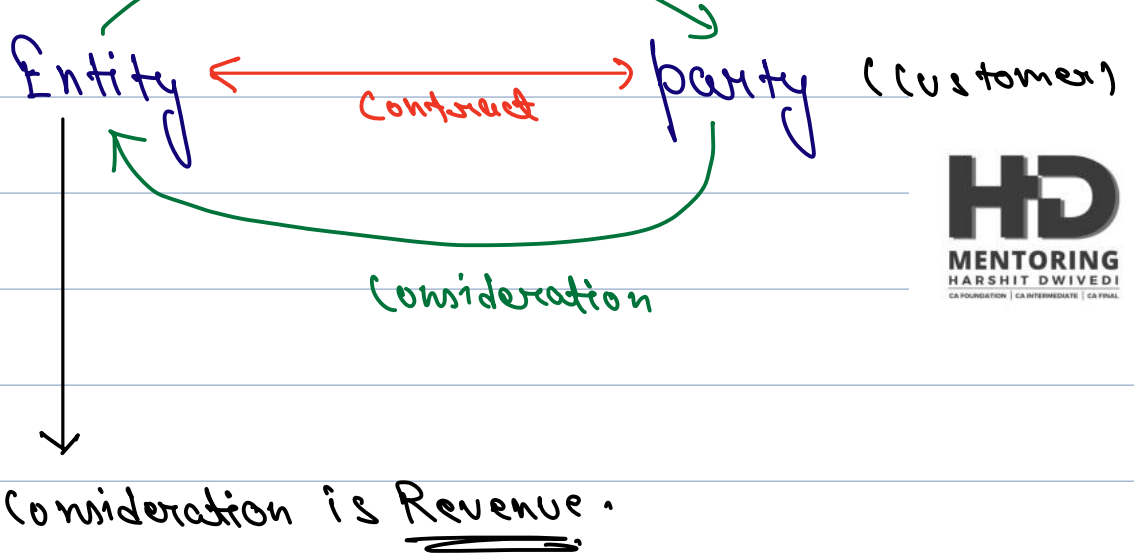 Entity
party (Customer)
Contract
HD
MENTORING
HARSHIT DWIVEDI
CA FOUNDATION | CA INTERMEDIATE | CA FINAL
Consideration
Consideration is Revenue.